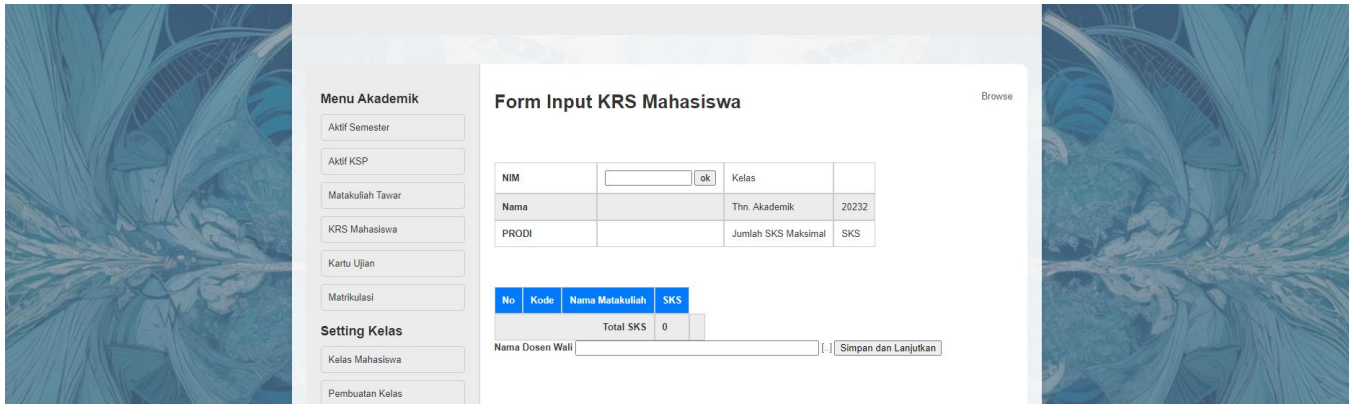 Menu Akademik
Aktif Semester
Aktif KSP
Matakuliah Tawar
KRS Mahasiswa
Kartu Ujian
Matrikulasi
Setting Kelas
Kelas Mahasiswa
Pembuatan Kelas
Form Input KRS Mahasiswa
Browse
NIM ok Kelas
Nama Thn. Akademik 20232
PRODI Jumlah SKS Maksimal SKS
No Kode Nama Matakuliah SKS
Total SKS 0
Nama Dosen Wali [..] Simpan dan Lanjutkan